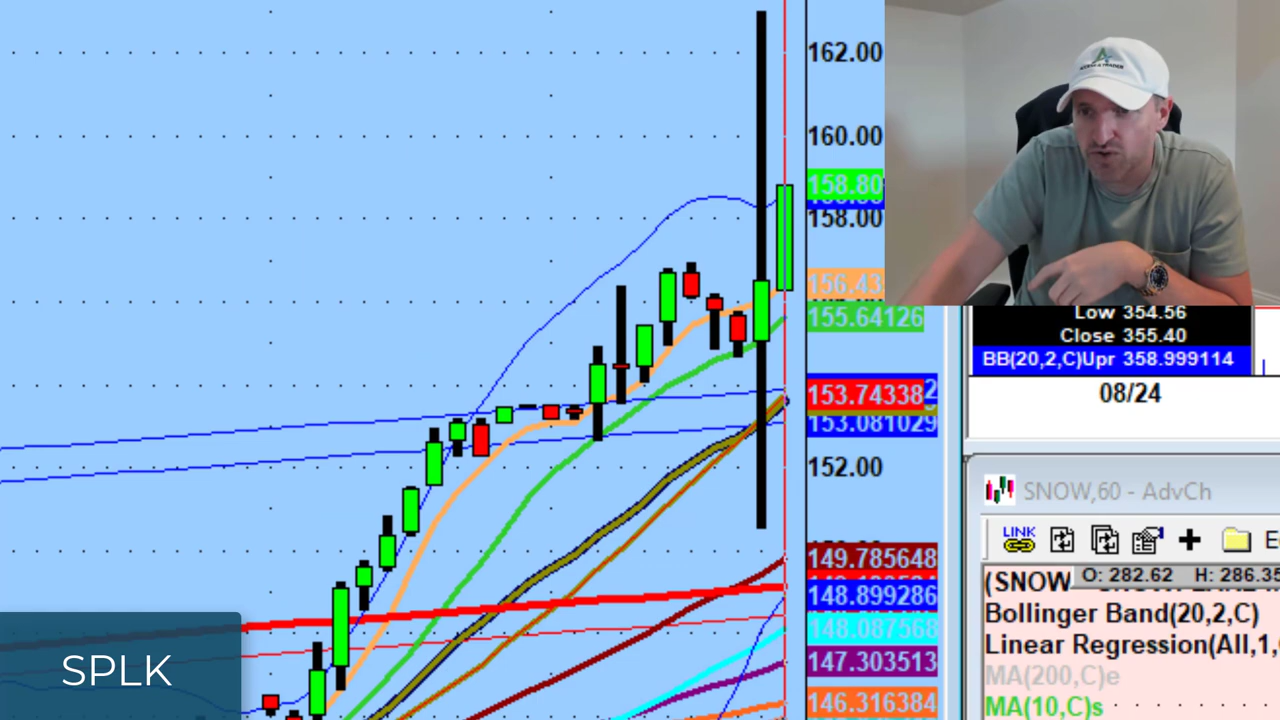 162.00
160.00
158.80
158.00
156.43
155.64126
153.74338
153.081029
152.00
149.785648
148.899286
148.087568
147.303513
146.316384
SPLK
Low 354.56
Close 355.40
BB(20,2,C)Upr 358.999114
08/24
SNOW,60 - AdvCh
LINK
(SNOW
O: 282.62 H: 286.35
Bollinger Band(20,2,C)
Linear Regression(All,1,
MA(200,C)e
MA(10,C)s